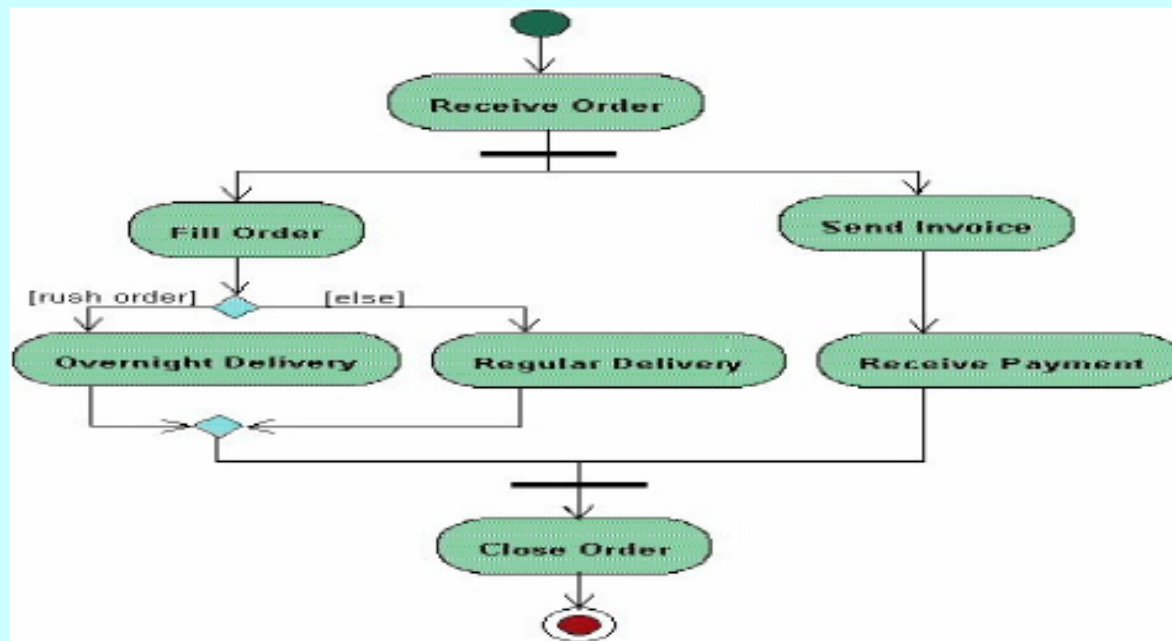 Receive Order
Fill Order
Send Invoice
[rush order]
[else]
Overnight Delivery
Regular Delivery
Receive Payment
Close Order